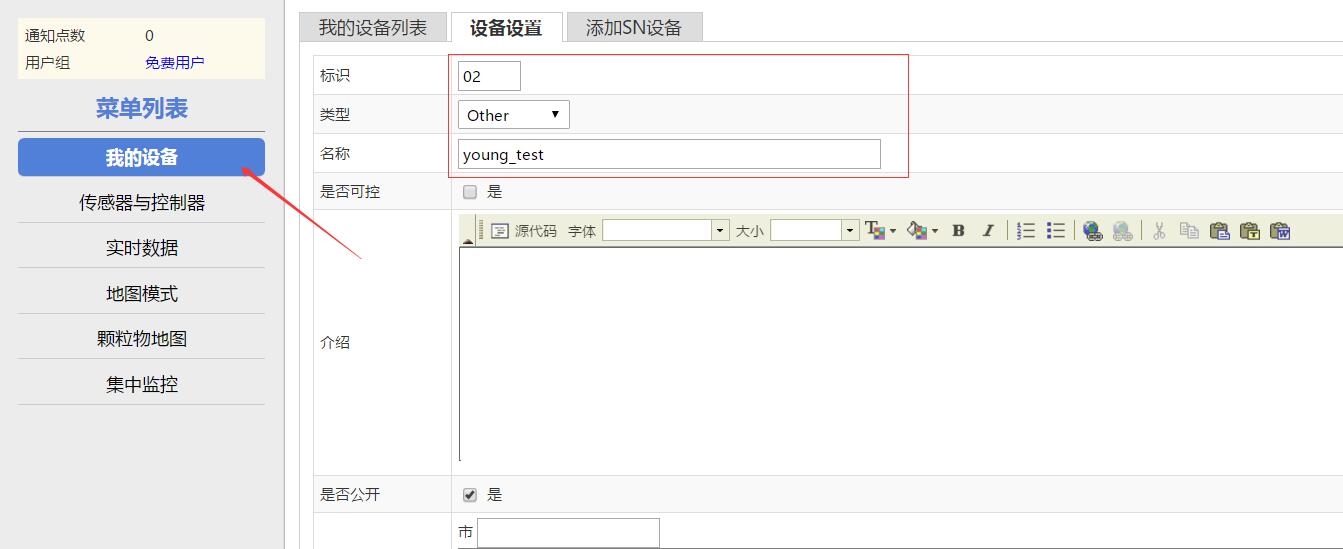 通知点数 0
用户组 免费用户
菜单列表
我的设备
传感器与控制器
实时数据
地图模式
颗粒物地图
集中监控
我的设备列表 设备设置 添加SN设备
标识 02
类型 Other
名称 young_test
是否可控 是
源代码 字体 大小 B I
介绍
是否公开 是
市